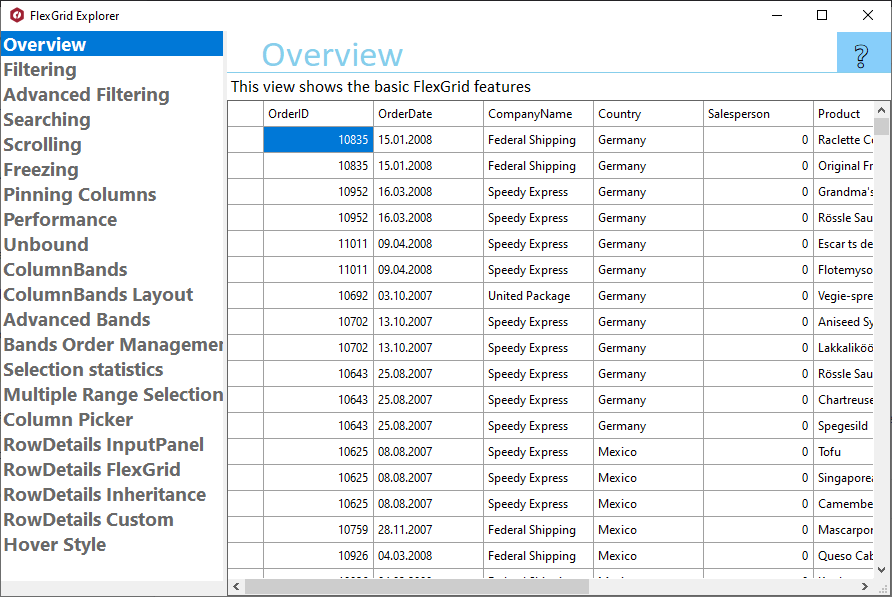 FlexGrid Explorer
Overview
Filtering
Advanced Filtering
Searching
Scrolling
Freezing
Pinning Columns
Performance
Unbound
ColumnBands
ColumnBands Layout
Advanced Bands
Bands Order Managemen
Selection statistics
Multiple Range Selection
Column Picker
RowDetails InputPanel
RowDetails FlexGrid
RowDetails Inheritance
RowDetails Custom
Hover Style
Overview
?
This view shows the basic FlexGrid features
OrderID OrderDate CompanyName Country Salesperson Product
10835 15.01.2008 Federal Shipping Germany 0 Raclette Co
10835 15.01.2008 Federal Shipping Germany 0 Original Fr
10952 16.03.2008 Speedy Express Germany 0 Grandma's
10952 16.03.2008 Speedy Express Germany 0 Rössle Sau
11011 09.04.2008 Speedy Express Germany 0 Escar ts de
11011 09.04.2008 Speedy Express Germany 0 Flotemyso
10692 03.10.2007 United Package Germany 0 Vegie-spre
10702 13.10.2007 Speedy Express Germany 0 Aniseed Sy
10702 13.10.2007 Speedy Express Germany 0 Lakkaliköö
10643 25.08.2007 Speedy Express Germany 0 Rössle Sau
10643 25.08.2007 Speedy Express Germany 0 Chartreuse
10643 25.08.2007 Speedy Express Germany 0 Spegesild
10625 08.08.2007 Speedy Express Mexico 0 Tofu
10625 08.08.2007 Speedy Express Mexico 0 Singaporea
10625 08.08.2007 Speedy Express Mexico 0 Camembe
10759 28.11.2007 Federal Shipping Mexico 0 Mascarpor
10926 04.03.2008 Federal Shipping Mexico 0 Queso Cab